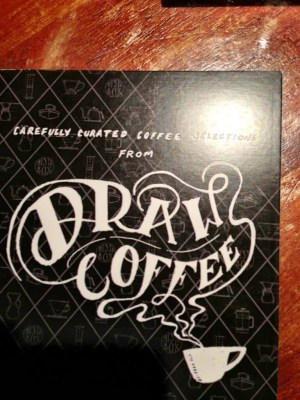 CAREFULLY CURATED COFFEE SELECTIONS
FROM
DRAW
COFFEE